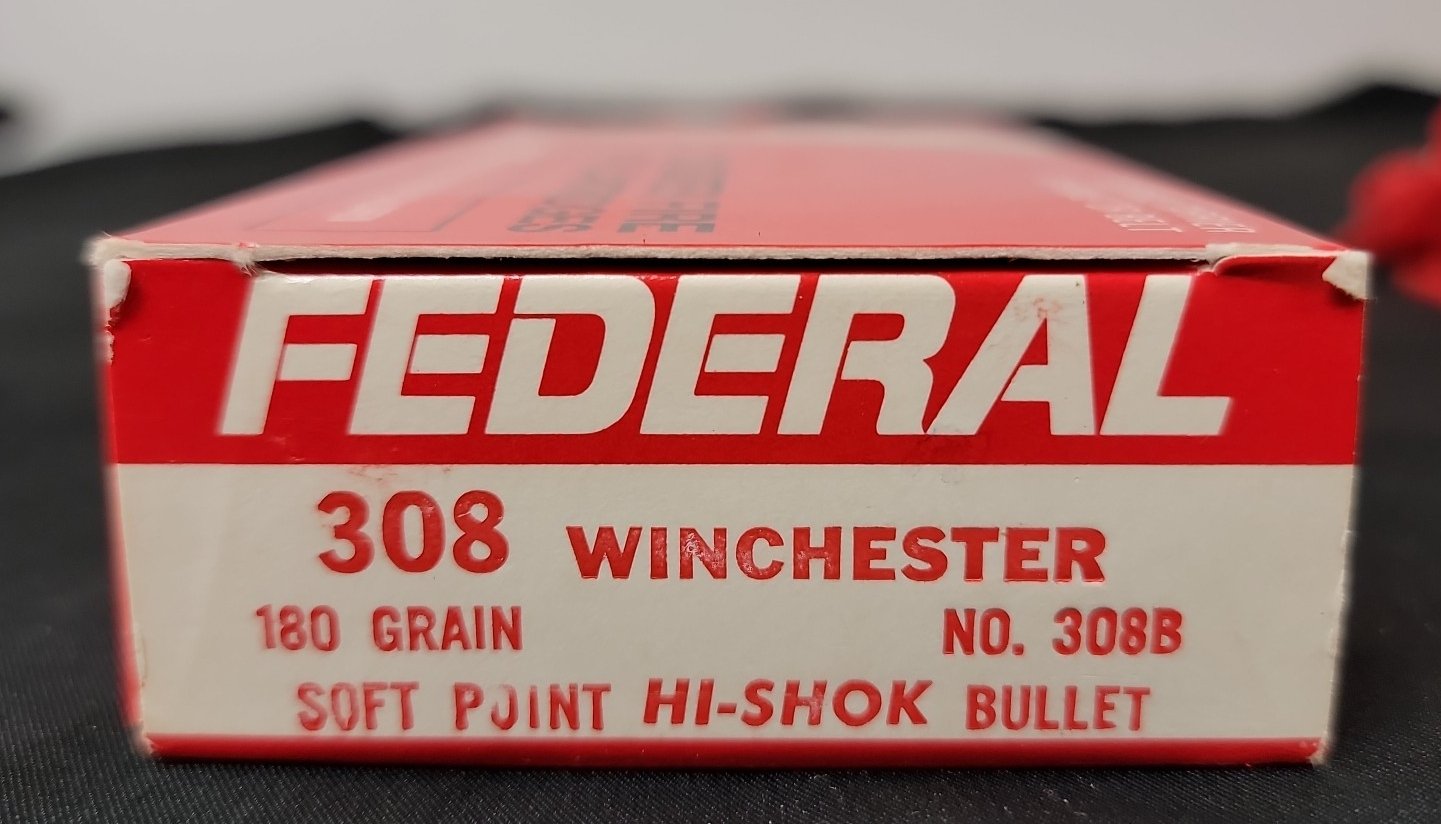 FEDERAL
308 WINCHESTER
180 GRAIN NO. 308B
SOFT POINT HI-SHOK BULLET